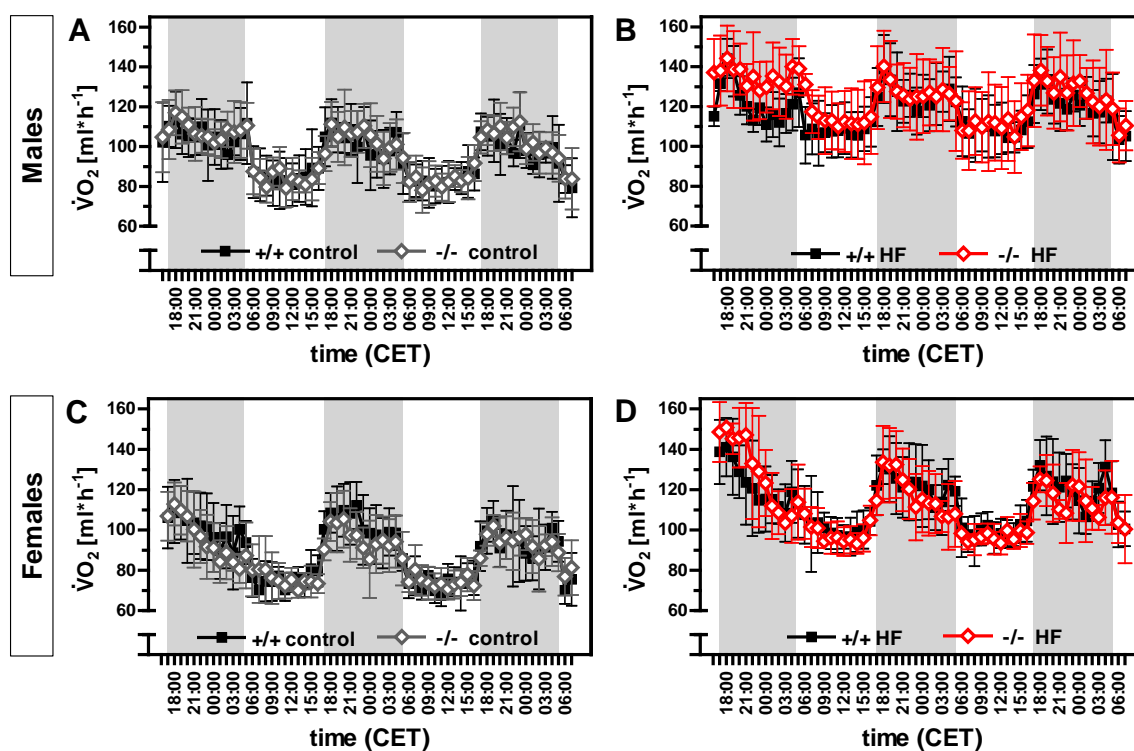 Males
A
160
140
120
100
80
60
V̇O2 [ml*h-1]
+/+ control
-/- control
18:00 21:00 00:00 03:00 06:00 09:00 12:00 15:00 18:00 21:00 00:00 03:00 06:00 09:00 12:00 15:00 18:00 21:00 00:00 03:00 06:00
time (CET)
B
160
140
120
100
80
60
V̇O2 [ml*h-1]
+/+ HF
-/- HF
18:00 21:00 00:00 03:00 06:00 09:00 12:00 15:00 18:00 21:00 00:00 03:00 06:00 09:00 12:00 15:00 18:00 21:00 00:00 03:00 06:00
time (CET)
Females
C
160
140
120
100
80
60
V̇O2 [ml*h-1]
+/+ control
-/- control
18:00 21:00 00:00 03:00 06:00 09:00 12:00 15:00 18:00 21:00 00:00 03:00 06:00 09:00 12:00 15:00 18:00 21:00 00:00 03:00 06:00
time (CET)
D
160
140
120
100
80
60
V̇O2 [ml*h-1]
+/+ HF
-/- HF
18:00 21:00 00:00 03:00 06:00 09:00 12:00 15:00 18:00 21:00 00:00 03:00 06:00 09:00 12:00 15:00 18:00 21:00 00:00 03:00 06:00
time (CET)